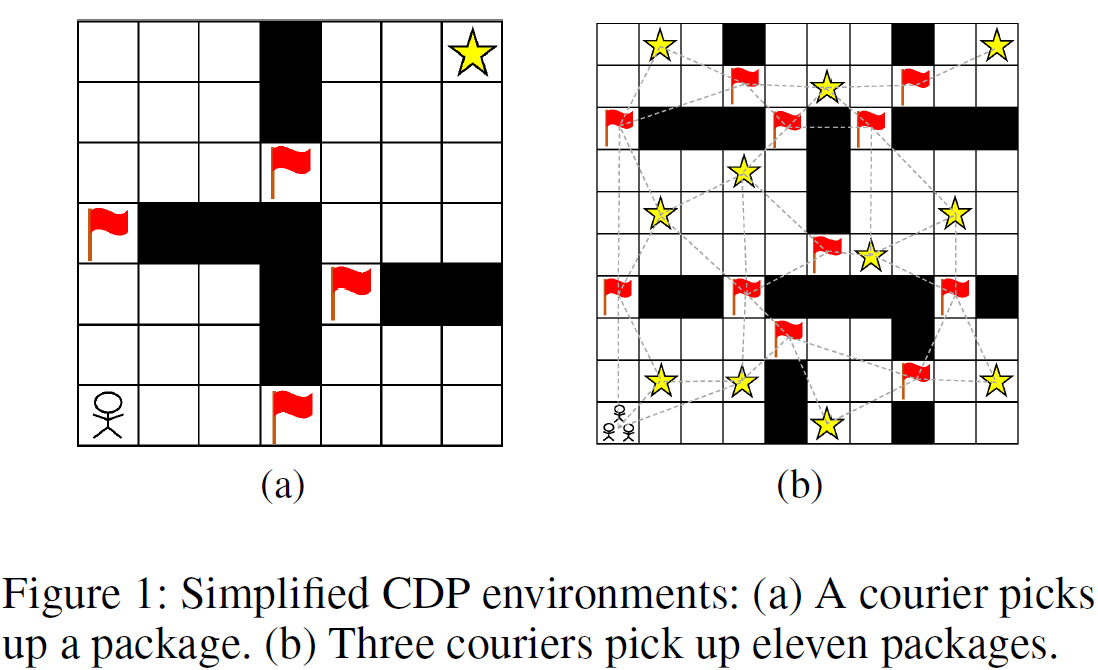 (a)
(b)
Figure 1: Simplified CDP environments: (a) A courier picks
up a package. (b) Three couriers pick up eleven packages.